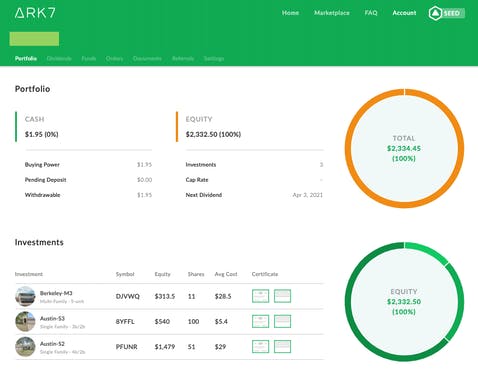 ARK7
Home Marketplace FAQ Account SEED
Portfolio Dividends Funds Orders Documents Referrals Settings
Portfolio
CASH
$1.95 (0%)
EQUITY
$2,332.50 (100%)
Buying Power $1.95
Investments 3
Pending Deposit $0.00
Cap Rate -
Withdrawable $1.95
Next Dividend Apr 3, 2021
TOTAL
$2,334.45
(100%)
Investments
Investment Symbol Equity Shares Avg Cost Certificate
Berkeley-M3
Multi Family · 5-unit
DJVWQ $313.5 11 $28.5
Austin-S3
Single Family · 3b/2b
8YFFL $540 100 $5.4
Austin-S2
Single Family · 4b/2b
PFUNR $1,479 51 $29
EQUITY
$2,332.50
(100%)